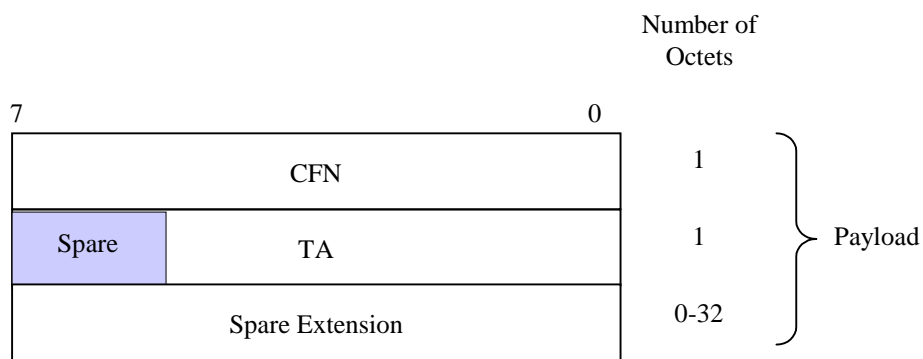 Number of
Octets
7 0
CFN 1
Spare TA 1 Payload
Spare Extension 0-32